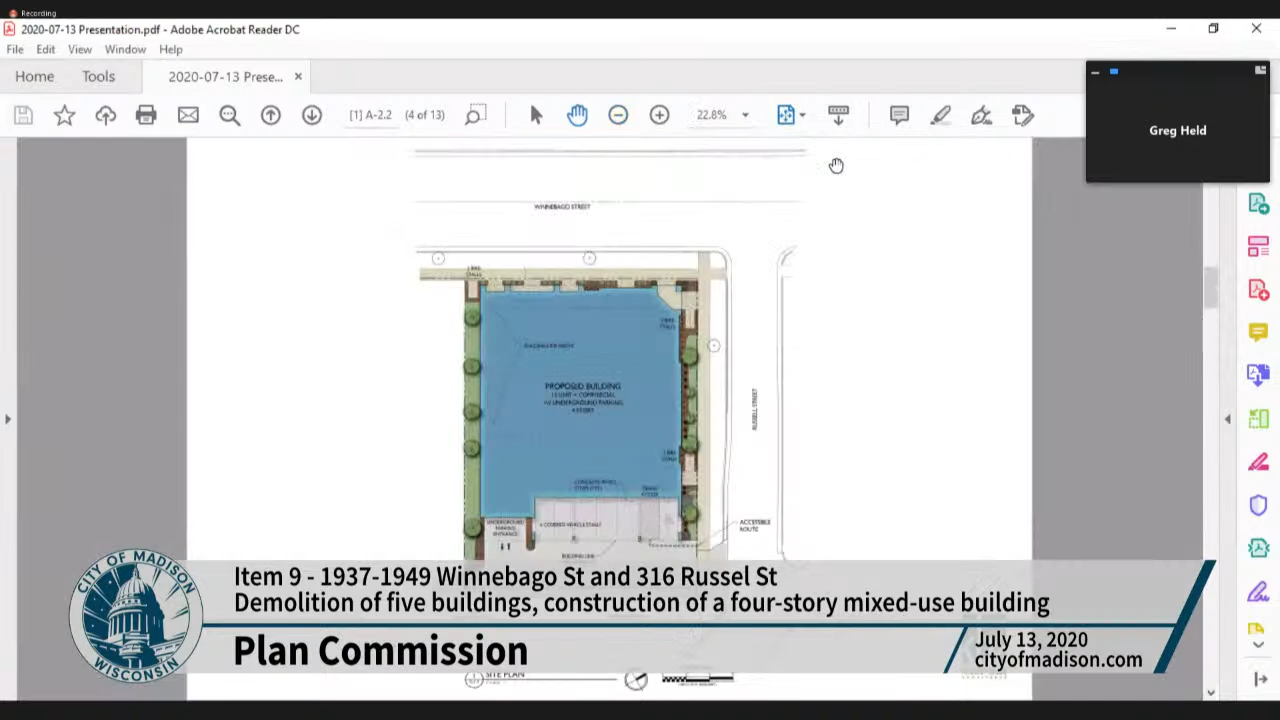 Recording
2020-07-13 Presentation.pdf - Adobe Acrobat Reader DC
File Edit View Window Help
Home Tools 2020-07-13 Prese... ×
[1] A-2.2 (4 of 13) 22.8%
Greg Held
WINNEBAGO STREET
PROPOSED BUILDING
W/ UNDERGROUND PARKING
4 STORY
RUSSELL STREET
UNDERGROUND
PARKING
ENTRANCE
ACCESSIBLE
ROUTE
CITY OF MADISON
WISCONSIN
Item 9 - 1937-1949 Winnebago St and 316 Russel St
Demolition of five buildings, construction of a four-story mixed-use building
Plan Commission
July 13, 2020
cityofmadison.com
SITE PLAN